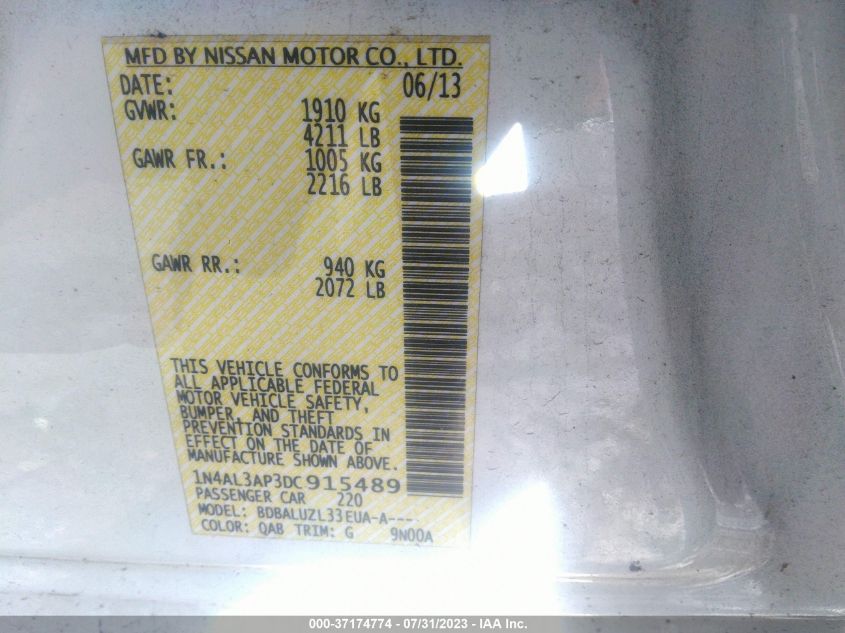 MFD BY NISSAN MOTOR CO., LTD.
DATE: 06/13
GVWR: 1910 KG
4211 LB
GAWR FR.: 1005 KG
2216 LB
GAWR RR.: 940 KG
2072 LB
THIS VEHICLE CONFORMS TO
ALL APPLICABLE FEDERAL
MOTOR VEHICLE SAFETY,
BUMPER, AND THEFT
PREVENTION STANDARDS IN
EFFECT ON THE DATE OF
MANUFACTURE SHOWN ABOVE.
1N4AL3AP3DC915489
PASSENGER CAR 220
MODEL: BDBALUZL33EUA-A----
COLOR: QAB TRIM: G 9N00A
000-37174774 - 07/31/2023 - IAA Inc.